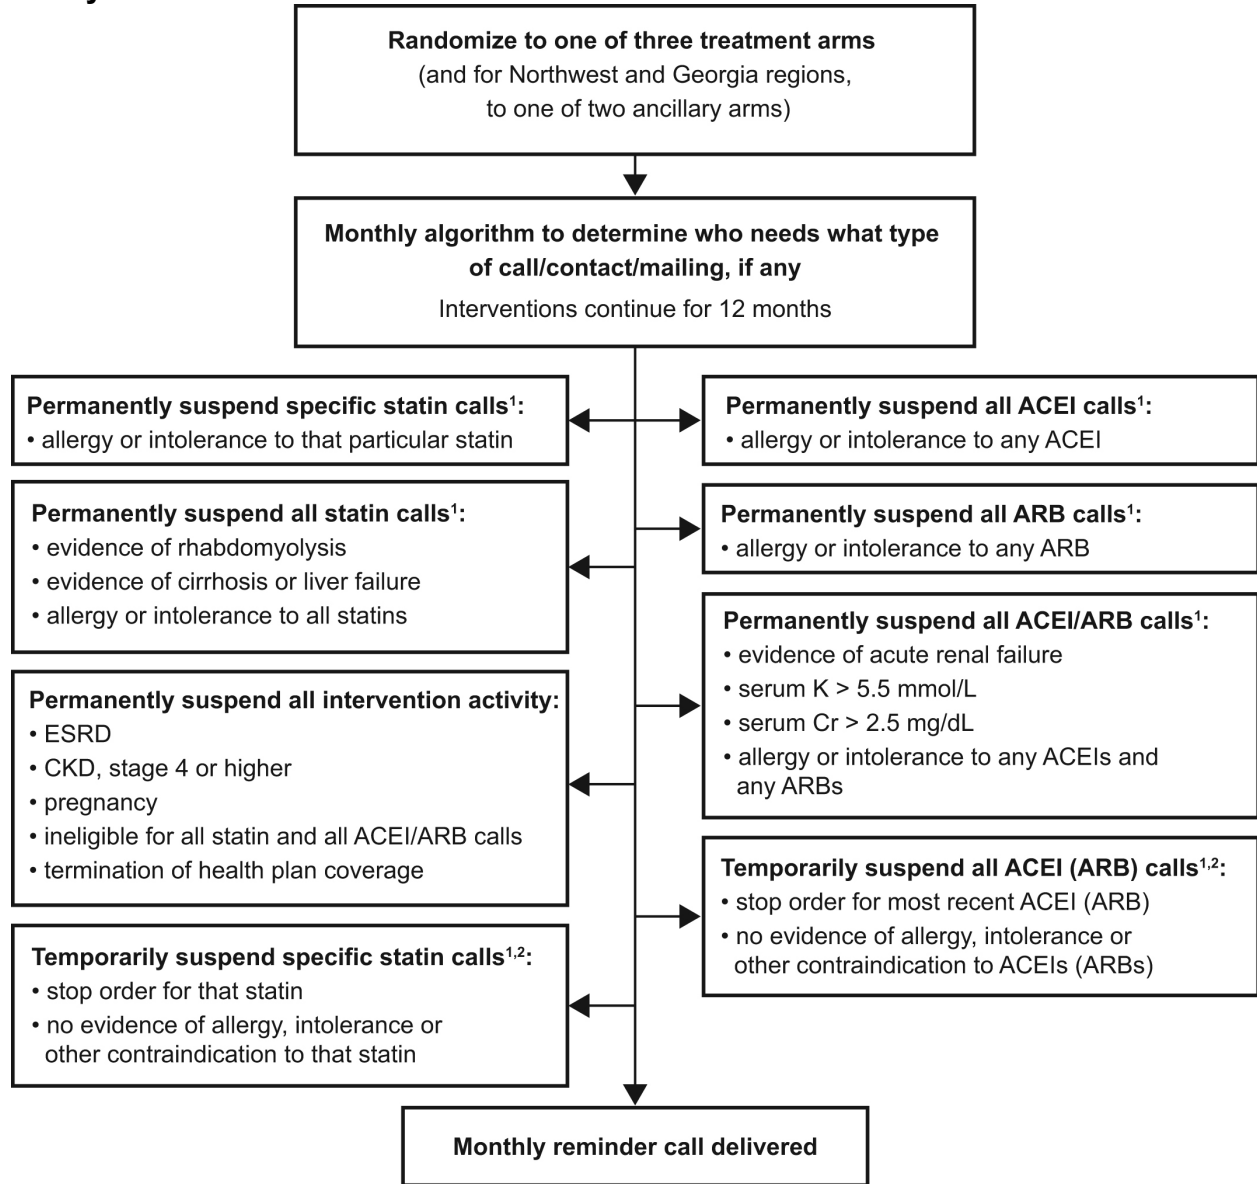 Randomize to one of three treatment arms
(and for Northwest and Georgia regions,
to one of two ancillary arms)
Monthly algorithm to determine who needs what type
of call/contact/mailing, if any
Interventions continue for 12 months
Permanently suspend specific statin calls¹:
• allergy or intolerance to that particular statin
Permanently suspend all statin calls¹:
• evidence of rhabdomyolysis
• evidence of cirrhosis or liver failure
• allergy or intolerance to all statins
Permanently suspend all intervention activity:
• ESRD
• CKD, stage 4 or higher
• pregnancy
• ineligible for all statin and all ACEI/ARB calls
• termination of health plan coverage
Temporarily suspend specific statin calls¹,²:
• stop order for that statin
• no evidence of allergy, intolerance or
other contraindication to that statin
Permanently suspend all ACEI calls¹:
• allergy or intolerance to any ACEI
Permanently suspend all ARB calls¹:
• allergy or intolerance to any ARB
Permanently suspend all ACEI/ARB calls¹:
• evidence of acute renal failure
• serum K > 5.5 mmol/L
• serum Cr > 2.5 mg/dL
• allergy or intolerance to any ACEIs and
any ARBs
Temporarily suspend all ACEI (ARB) calls¹,²:
• stop order for most recent ACEI (ARB)
• no evidence of allergy, intolerance or
other contraindication to ACEIs (ARBs)
Monthly reminder call delivered